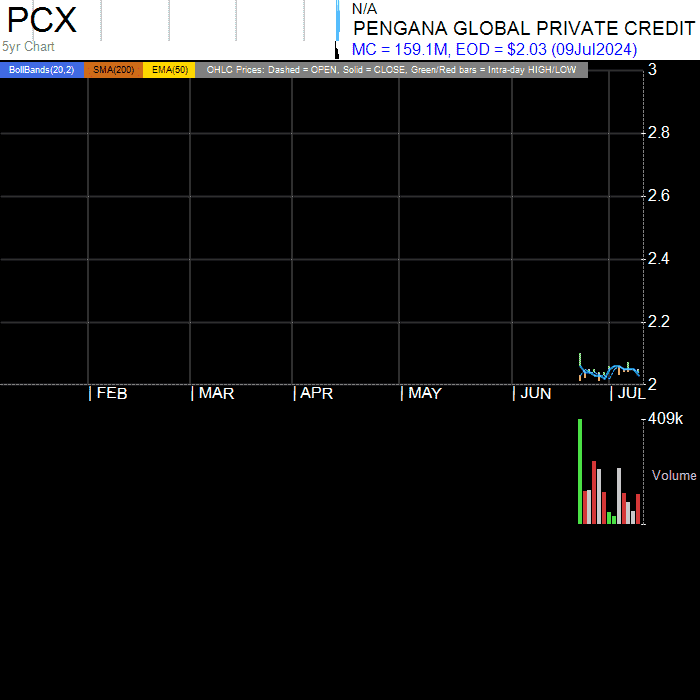 PCX
5yr Chart
N/A
PENGANA GLOBAL PRIVATE CREDIT
MC = 159.1M, EOD = $2.03 (09Jul2024)
BollBands(20,2) SMA(200) EMA(50) OHLC Prices: Dashed = OPEN, Solid = CLOSE, Green/Red bars = Intra-day HIGH/LOW
3
2.8
2.6
2.4
2.2
2
| FEB | MAR | APR | MAY | JUN | JUL
409k
Volume